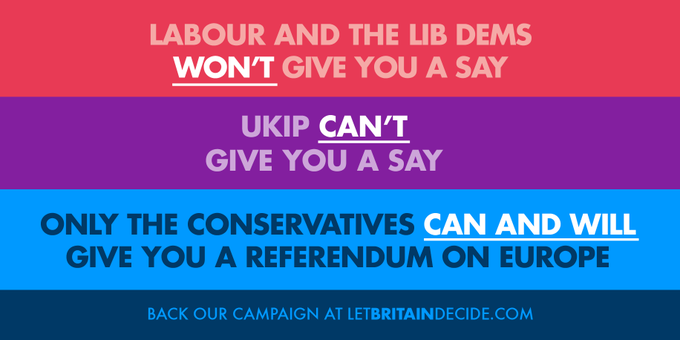 LABOUR AND THE LIB DEMS
WON'T GIVE YOU A SAY
UKIP CAN'T
GIVE YOU A SAY
ONLY THE CONSERVATIVES CAN AND WILL
GIVE YOU A REFERENDUM ON EUROPE
BACK OUR CAMPAIGN AT LETBRITAINDECIDE.COM